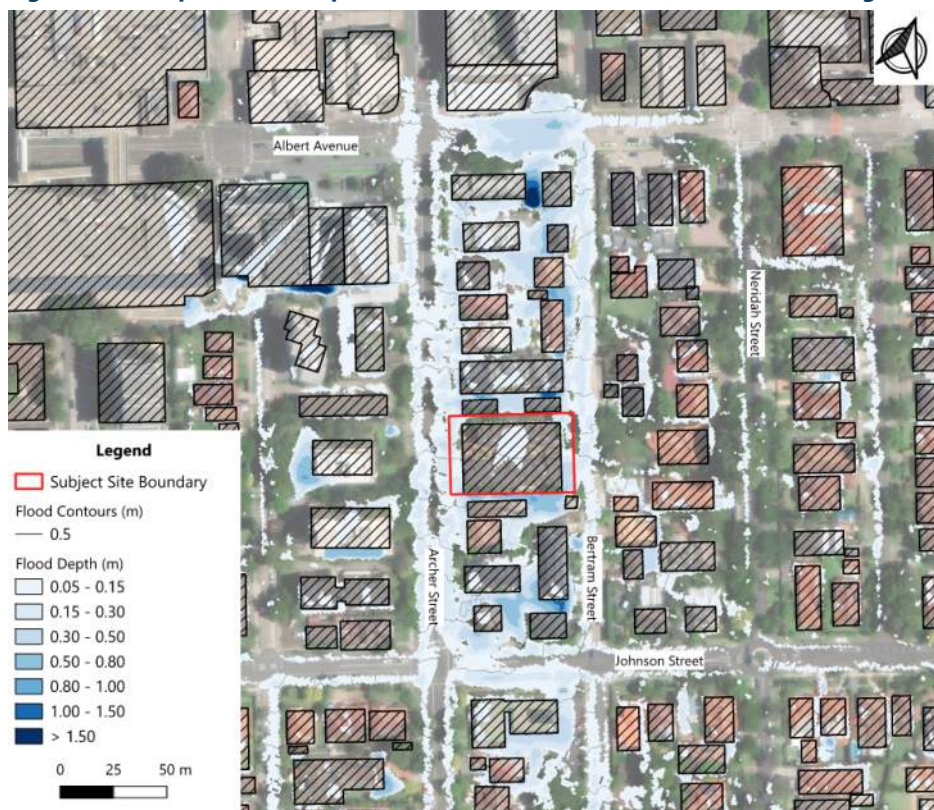 Albert Avenue
Neridah Street
Archer Street
Bertram Street
Johnson Street
Legend
Subject Site Boundary
Flood Contours (m)
0.5
Flood Depth (m)
0.05 - 0.15
0.15 - 0.30
0.30 - 0.50
0.50 - 0.80
0.80 - 1.00
1.00 - 1.50
> 1.50
0 25 50 m